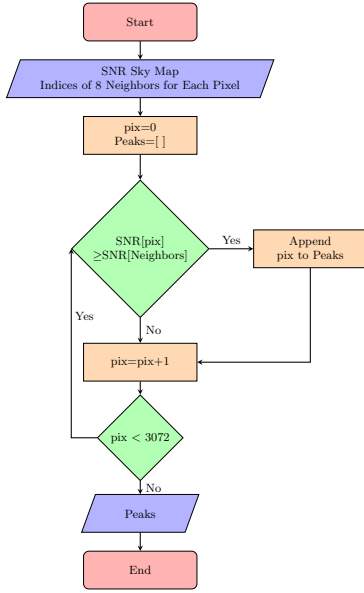 Start
SNR Sky Map
Indices of 8 Neighbors for Each Pixel
pix=0
Peaks=[ ]
SNR[pix]
≥SNR[Neighbors]
Yes
Append
pix to Peaks
No
Yes
pix=pix+1
pix < 3072
No
Peaks
End